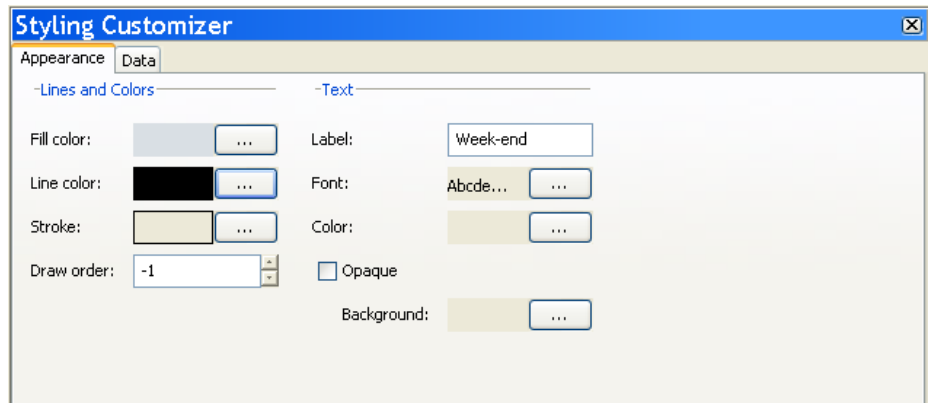 Styling Customizer
Appearance Data
Lines and Colors
Fill color: ...
Line color: ...
Stroke: ...
Draw order: -1
Text
Label: Week-end
Font: Abcde... ...
Color: ...
Opaque
Background: ...